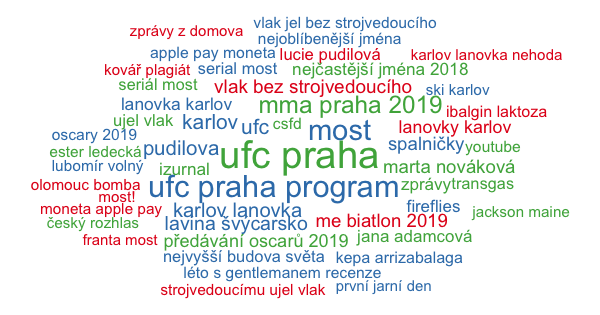 vlak jel bez strojvedoucího
zprávy z domova
nejoblíbenější jména
apple pay moneta
lucie pudilová
karlov lanovka nehoda
kovář plagiát
serial most
nejčastější jména 2018
seriál most
vlak bez strojvedoucího
ski karlov
lanovka karlov
mma praha 2019
ibalgin laktoza
ujel vlak
karlov
ufc
csfd
most
lanovky karlov
oscary 2019
pudilova
spalničky
youtube
ester ledecká
ufc praha
lubomír volný
izurnal
marta nováková
olomouc bomba
ufc praha program
zprávy
transgas
most!
moneta apple pay
karlov lanovka
fireflies
jackson maine
český rozhlas
lavina švýcarsko
me biatlon 2019
franta most
předávání oscarů 2019
jana adamcová
nejvyšší budova světa
kepa arrizabalaga
léto s gentlemanem recenze
strojvedoucímu ujel vlak
první jarní den